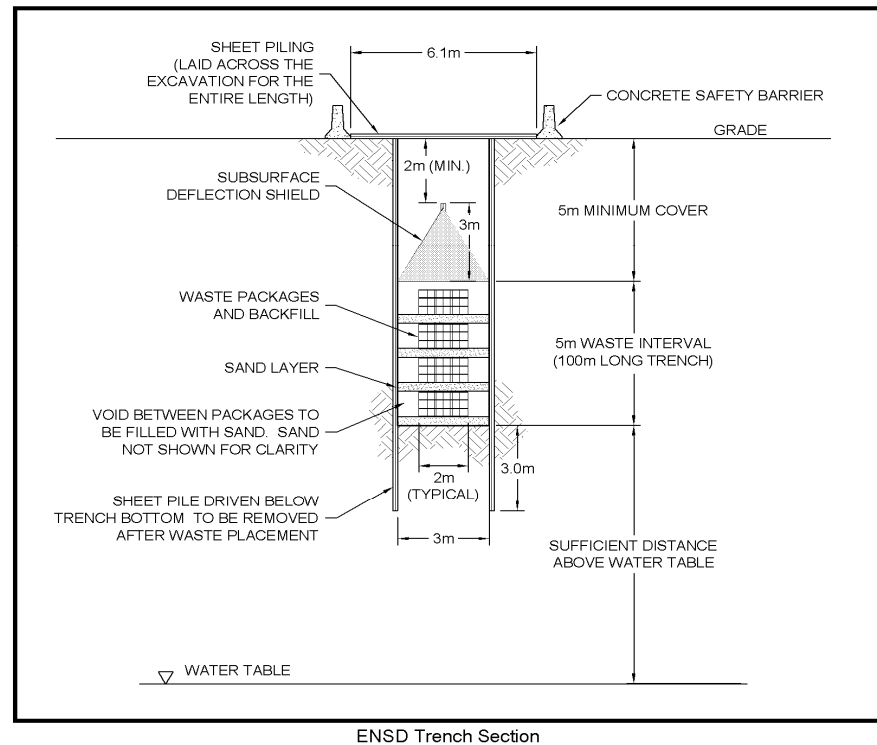 SHEET PILING
(LAID ACROSS THE
EXCAVATION FOR THE
ENTIRE LENGTH)
6.1m
CONCRETE SAFETY BARRIER
GRADE
2m (MIN.)
SUBSURFACE
DEFLECTION SHIELD
3m
5m MINIMUM COVER
WASTE PACKAGES
AND BACKFILL
5m WASTE INTERVAL
(100m LONG TRENCH)
SAND LAYER
VOID BETWEEN PACKAGES TO
BE FILLED WITH SAND. SAND
NOT SHOWN FOR CLARITY
3.0m
2m
(TYPICAL)
SHEET PILE DRIVEN BELOW
TRENCH BOTTOM TO BE REMOVED
AFTER WASTE PLACEMENT
3m
SUFFICIENT DISTANCE
ABOVE WATER TABLE
WATER TABLE
ENSD Trench Section